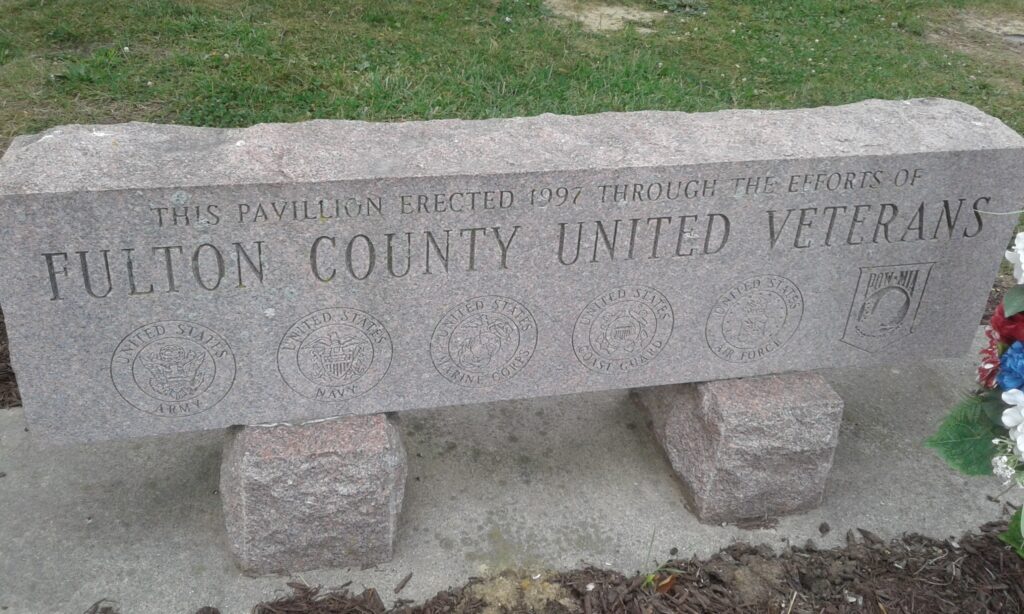 THIS PAVILLION ERECTED 1997 THROUGH THE EFFORTS OF
FULTON COUNTY UNITED VETERANS
UNITED STATES
ARMY
UNITED STATES
NAVY
UNITED STATES
MARINE CORPS
UNITED STATES
COAST GUARD
UNITED STATES
AIR FORCE
POW★MIA